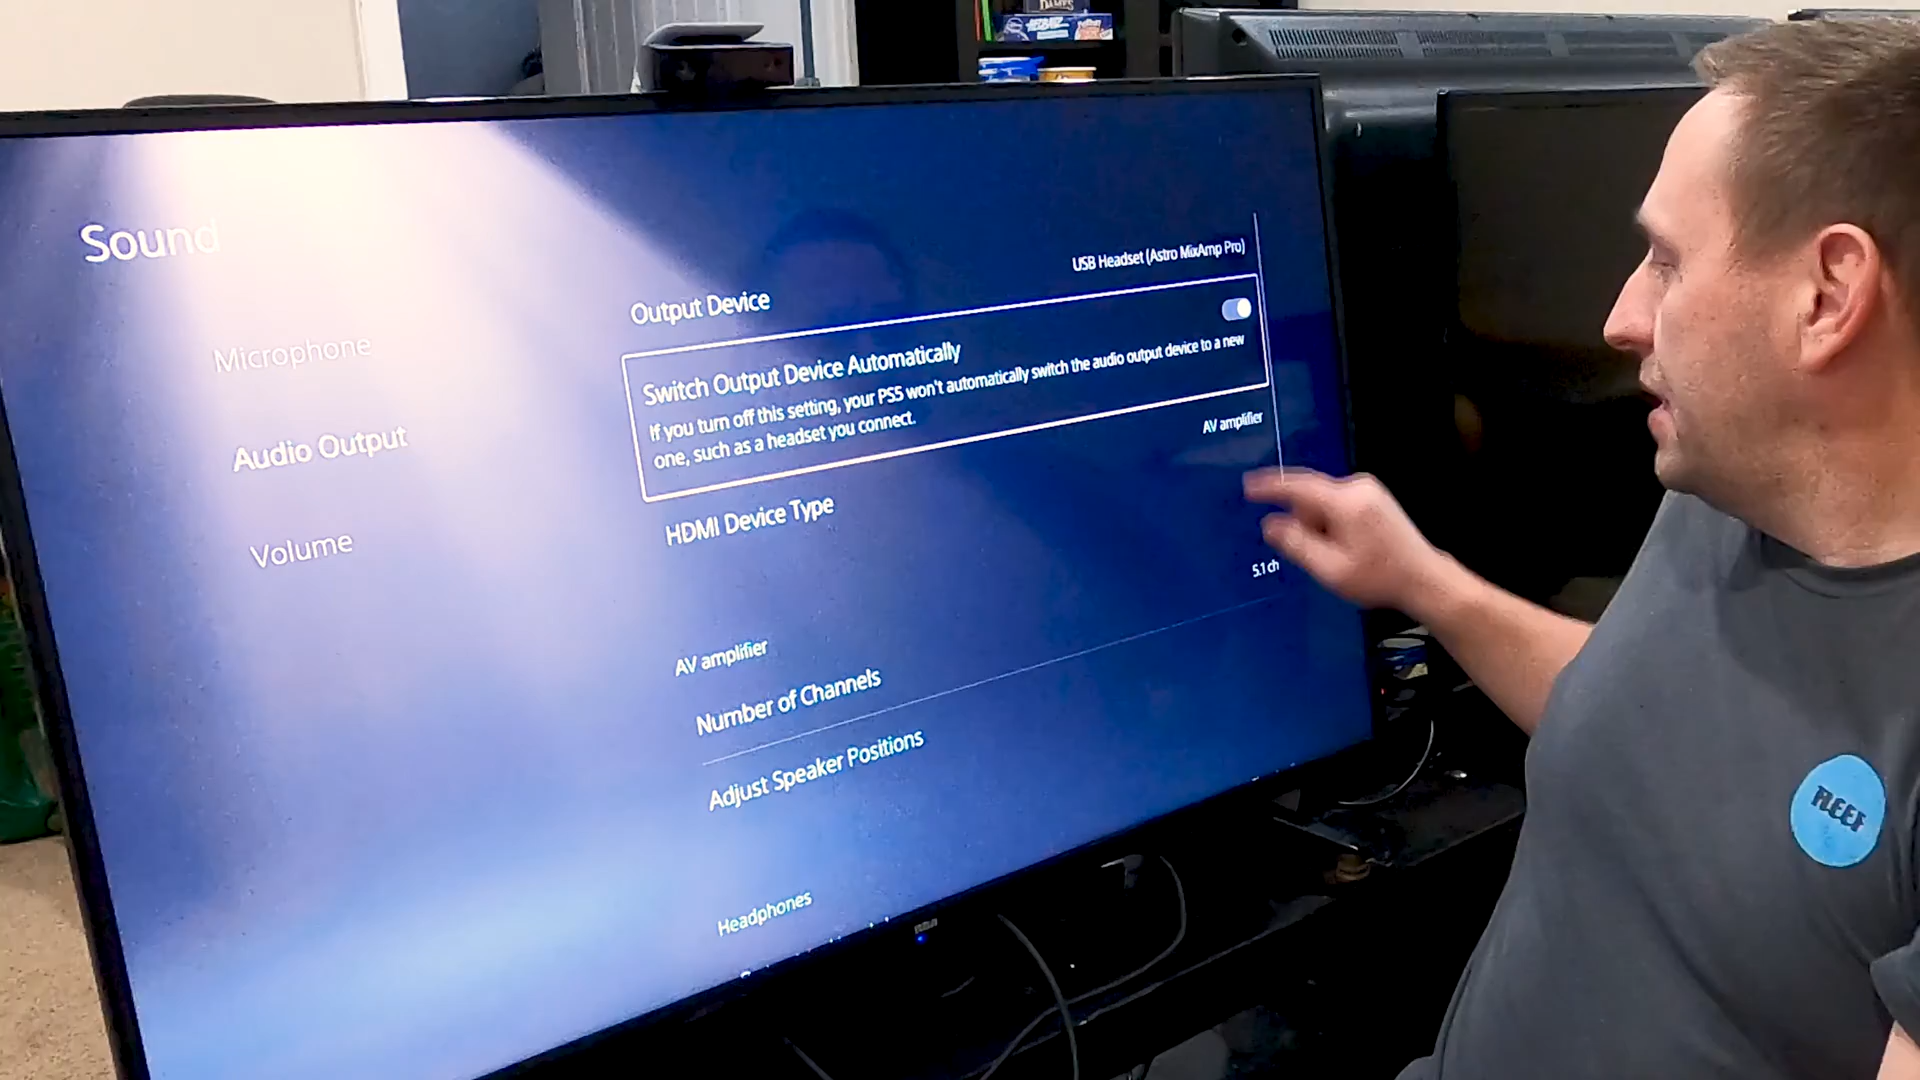 Sound
Microphone
Audio Output
Volume
Output Device
USB Headset (Astro MixAmp Pro)
Switch Output Device Automatically
If you turn off this setting, your PS5 won't automatically switch the audio output device to a new
one, such as a headset you connect.
HDMI Device Type
AV amplifier
AV amplifier
Number of Channels
5.1 ch
Adjust Speaker Positions
Headphones
RCA
REEF